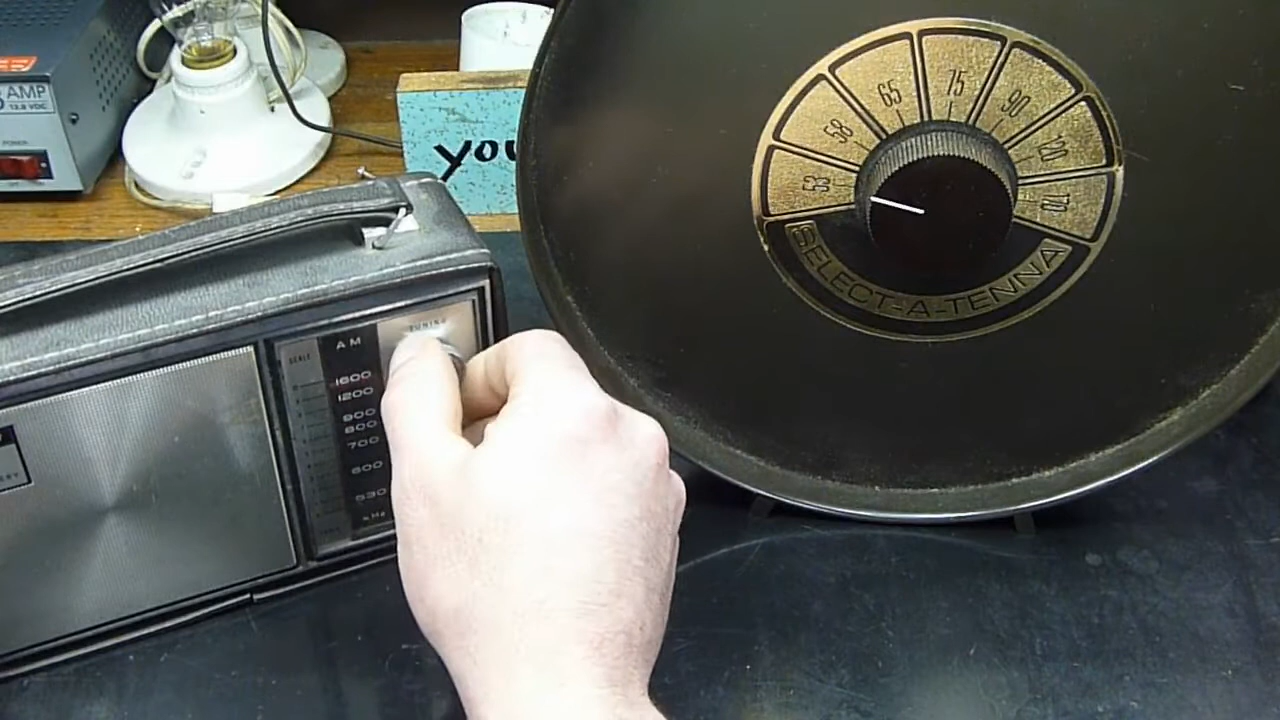 AMP
13.8 VDC
POWER
you
TUNING
SCALE
AM
1600
1200
900
800
700
600
530
KHz
53
58
65
75
90
120
170
SELECT-A-TENNA